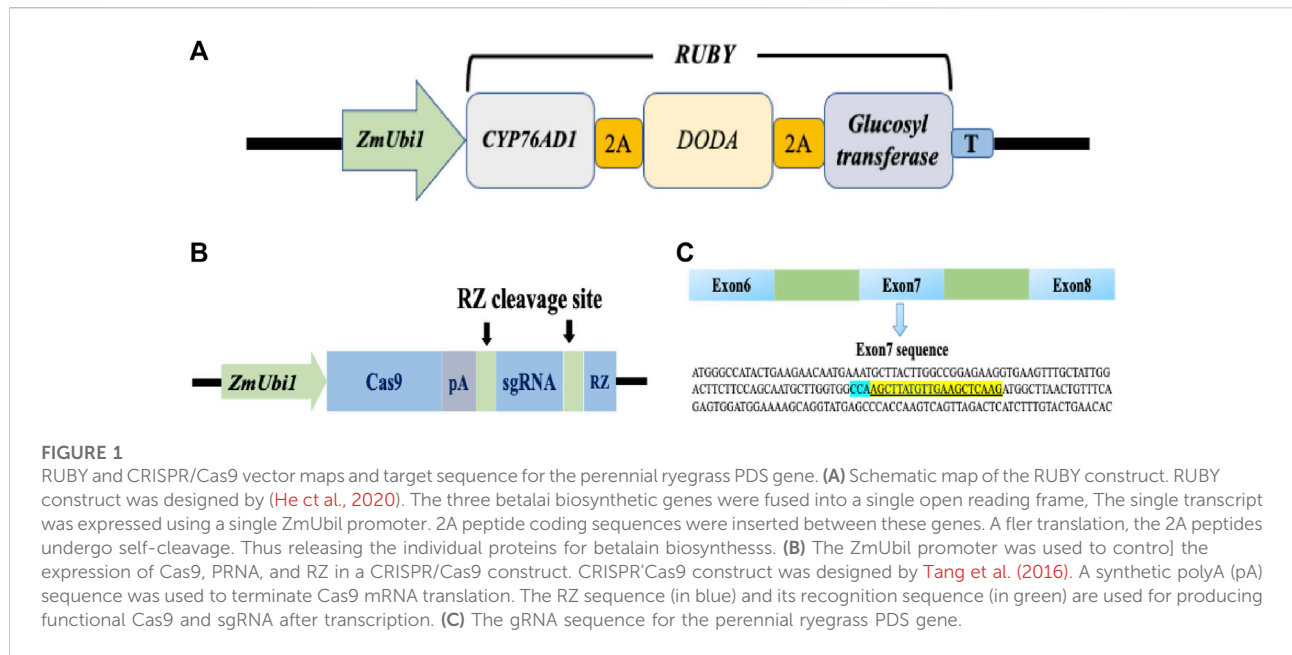 A
RUBY
ZmUbi1
CYP76AD1
2A
DODA
2A
Glucosyl
transferase
T
B
RZ cleavage site
ZmUbi1
Cas9
pA
sgRNA
RZ
C
Exon6
Exon7
Exon8
Exon7 sequence
ATGGGCCATACTGAAGAACAATGAAATGCTTACTTGGCCGGAGAAGGTGAAGTTTGCTATTGG
ACTTCTTCCAGCAATGCTTGGTGGCCAAGCTTATGTTGAAGCTCAAGATGGCTTAACTGTTTCA
GAGTGGATGGAAAAGCAGGTATGAGCCCACCAAGTCAGTTAGACTCATCTTTGTACTGAACAC
FIGURE 1
RUBY and CRISPR/Cas9 vector maps and target sequence for the perennial ryegrass PDS gene. (A) Schematic map of the RUBY construct. RUBY
construct was designed by (He ct al., 2020). The three betalai biosynthetic genes were fused into a single open reading frame, The single transcript
was expressed using a single ZmUbil promoter. 2A peptide coding sequences were inserted between these genes. A fler translation, the 2A peptides
undergo self-cleavage. Thus releasing the individual proteins for betalain biosynthesss. (B) The ZmUbil promoter was used to contro] the
expression of Cas9, PRNA, and RZ in a CRISPR/Cas9 construct. CRISPR'Cas9 construct was designed by Tang et al. (2016). A synthetic polyA (pA)
sequence was used to terminate Cas9 mRNA translation. The RZ sequence (in blue) and its recognition sequence (in green) are used for producing
functional Cas9 and sgRNA after transcription. (C) The gRNA sequence for the perennial ryegrass PDS gene.